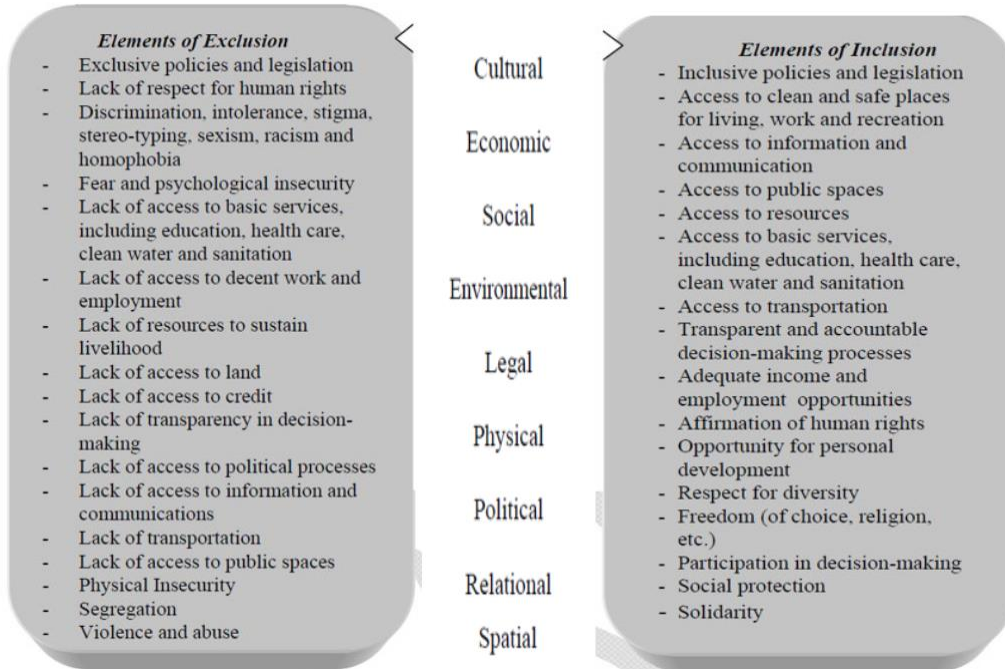 Elements of Exclusion
- Exclusive policies and legislation
- Lack of respect for human rights
- Discrimination, intolerance, stigma,
stereo-typing, sexism, racism and
homophobia
- Fear and psychological insecurity
- Lack of access to basic services,
including education, health care,
clean water and sanitation
- Lack of access to decent work and
employment
- Lack of resources to sustain
livelihood
- Lack of access to land
- Lack of access to credit
- Lack of transparency in decision-
making
- Lack of access to political processes
- Lack of access to information and
communications
- Lack of transportation
- Lack of access to public spaces
- Physical Insecurity
- Segregation
- Violence and abuse
Cultural
Economic
Social
Environmental
Legal
Physical
Political
Relational
Spatial
Elements of Inclusion
- Inclusive policies and legislation
- Access to clean and safe places
for living, work and recreation
- Access to information and
communication
- Access to public spaces
- Access to resources
- Access to basic services,
including education, health care,
clean water and sanitation
- Access to transportation
- Transparent and accountable
decision-making processes
- Adequate income and
employment opportunities
- Affirmation of human rights
- Opportunity for personal
development
- Respect for diversity
- Freedom (of choice, religion,
etc.)
- Participation in decision-making
- Social protection
- Solidarity